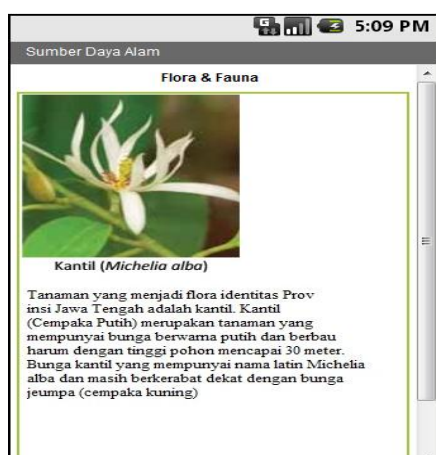 5:09 PM
Sumber Daya Alam
Flora & Fauna
Kantil (Michelia alba)
Tanaman yang menjadi flora identitas Prov
insi Jawa Tengah adalah kantil. Kantil
(Cempaka Putih) merupakan tanaman yang
mempunyai bunga berwarna putih dan berbau
harum dengan tinggi pohon mencapai 30 meter.
Bunga kantil yang mempunyai nama latin Michelia
alba dan masih berkerabat dekat dengan bunga
jeumpa (cempaka kuning)